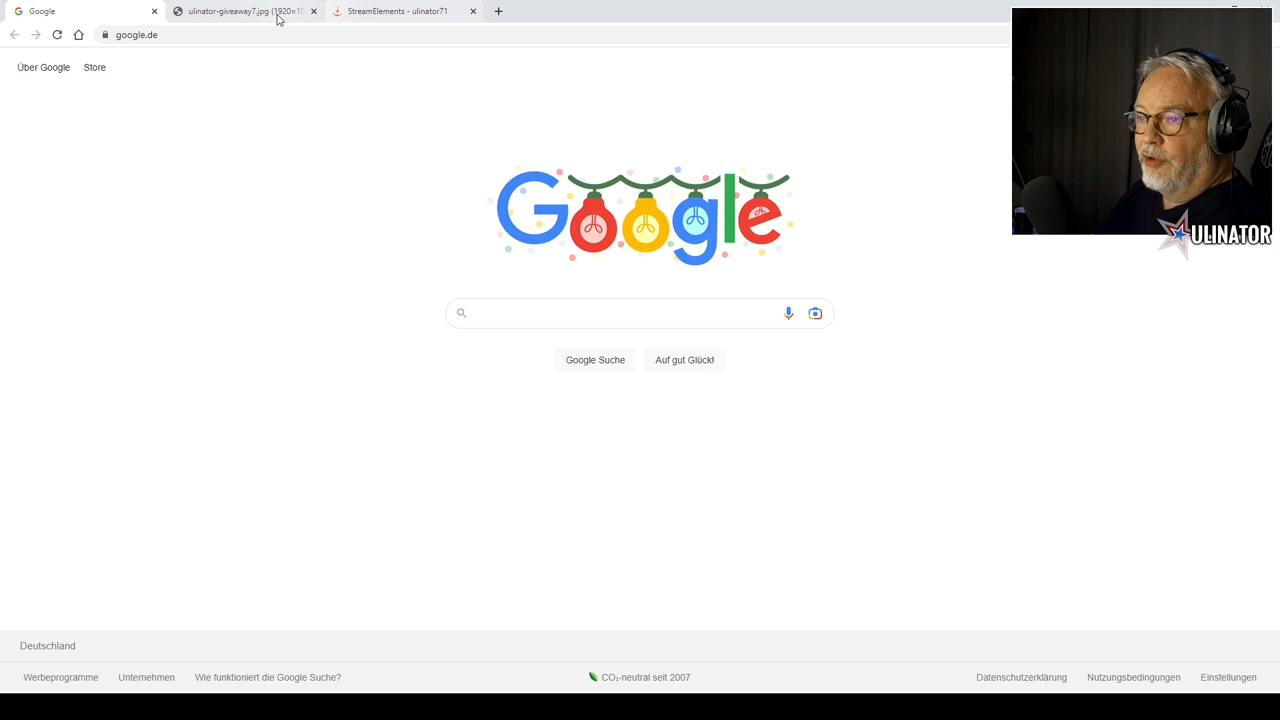 Google
ulinator-giveaway7.jpg (1920×10
StreamElements - ulinator71
google.de
Über Google
Store
Google
ULINATOR
Google Suche
Auf gut Glück!
Deutschland
Werbeprogramme
Unternehmen
Wie funktioniert die Google Suche?
CO₂-neutral seit 2007
Datenschutzerklärung
Nutzungsbedingungen
Einstellungen